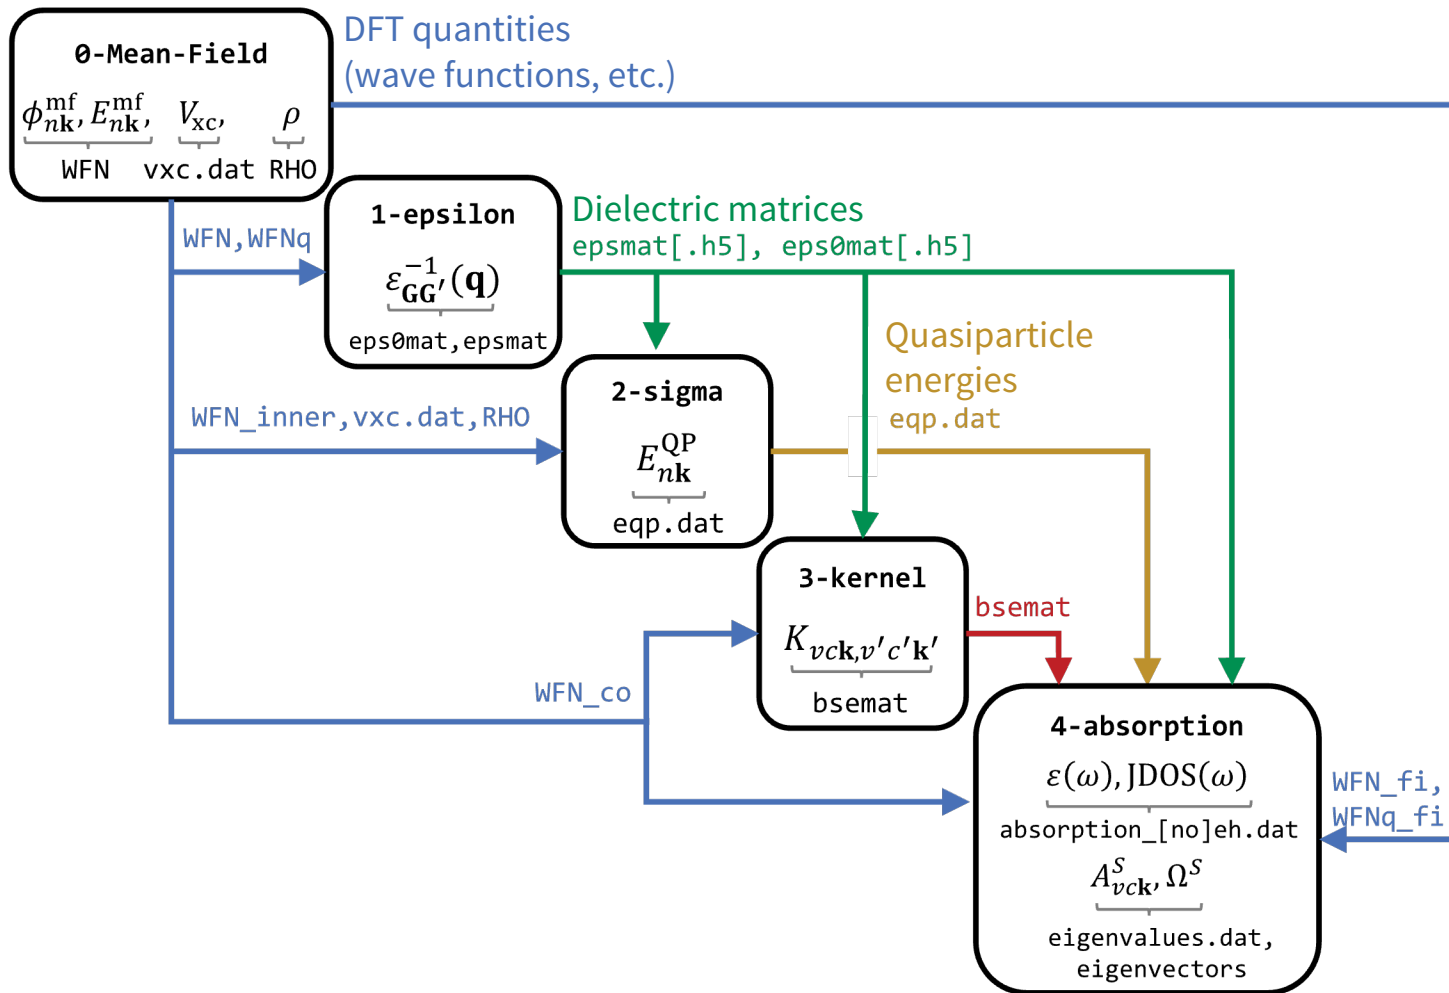 0-Mean-Field
ϕ^mf_nk, E^mf_nk, V_xc, ρ
WFN vxc.dat RHO
DFT quantities
(wave functions, etc.)
WFN,WFNq
1-epsilon
ε^−1_GG′(q)
eps0mat,epsmat
Dielectric matrices
epsmat[.h5], eps0mat[.h5]
WFN_inner,vxc.dat,RHO
2-sigma
E^QP_nk
eqp.dat
Quasiparticle
energies
eqp.dat
3-kernel
K_vck,v′c′k′
bsemat
bsemat
WFN_co
4-absorption
ε(ω), JDOS(ω)
absorption_[no]eh.dat
A^S_vck, Ω^S
eigenvalues.dat,
eigenvectors
WFN_fi,
WFNq_fi